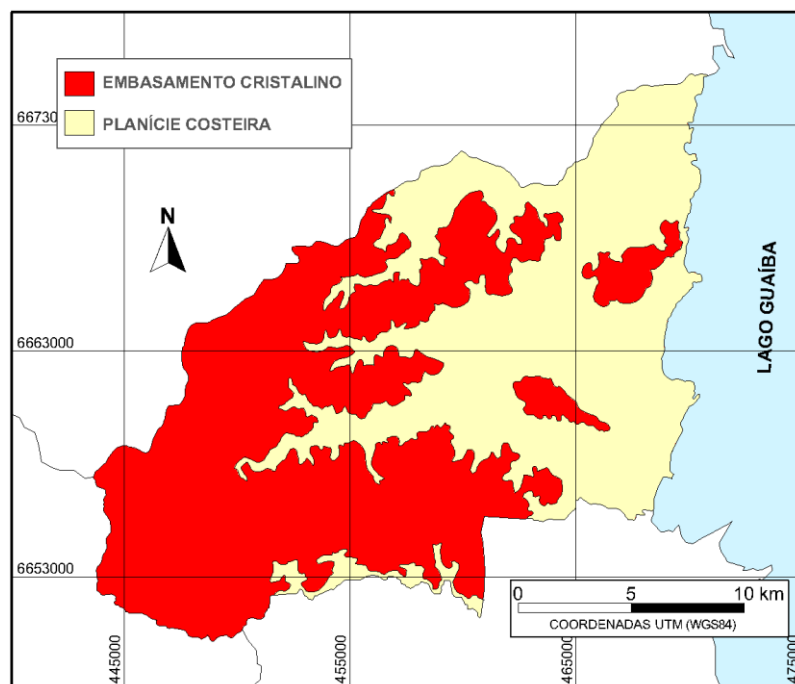 EMBASAMENTO CRISTALINO
PLANÍCIE COSTEIRA
6673000
N
LAGO GUAÍBA
6663000
6653000
0 5 10 km
COORDENADAS UTM (WGS84)
445000 455000 465000 475000